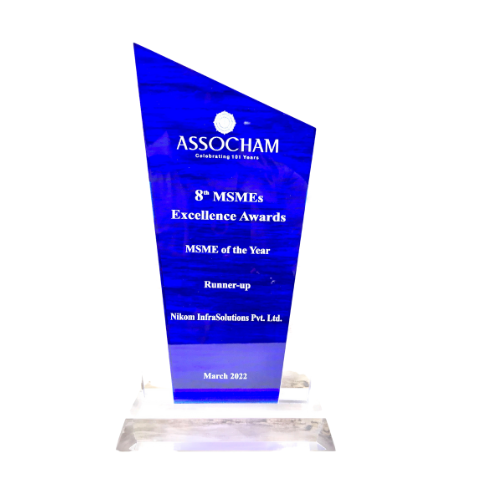 ASSOCHAM
Celebrating 101 Years
8th MSMEs
Excellence Awards
MSME of the Year
Runner-up
Nikom InfraSolutions Pvt. Ltd.
March 2022